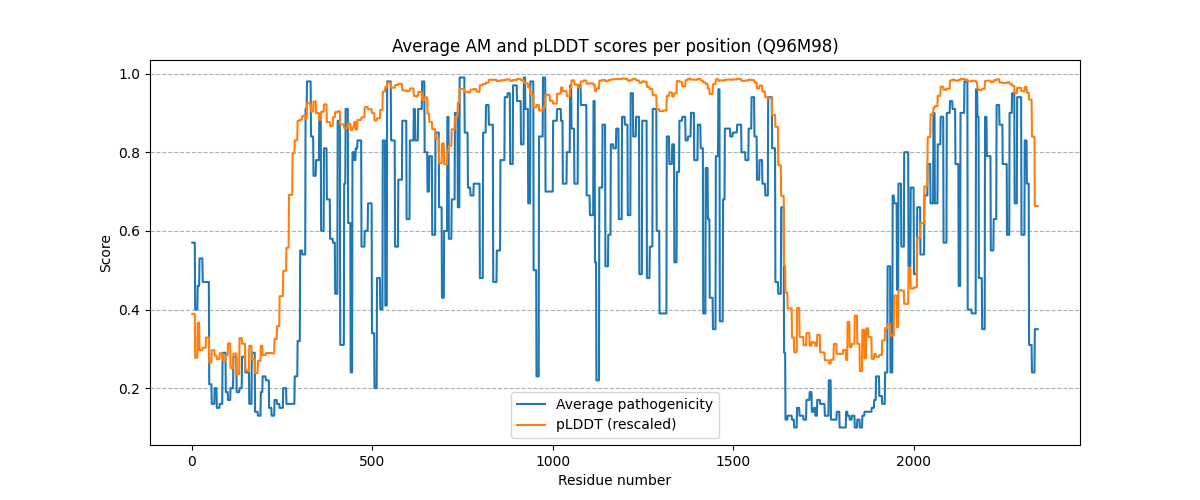 Average AM and pLDDT scores per position (Q96M98)
1.0
0.8
0.6
0.4
0.2
Score
Average pathogenicity
pLDDT (rescaled)
0 500 1000 1500 2000
Residue number